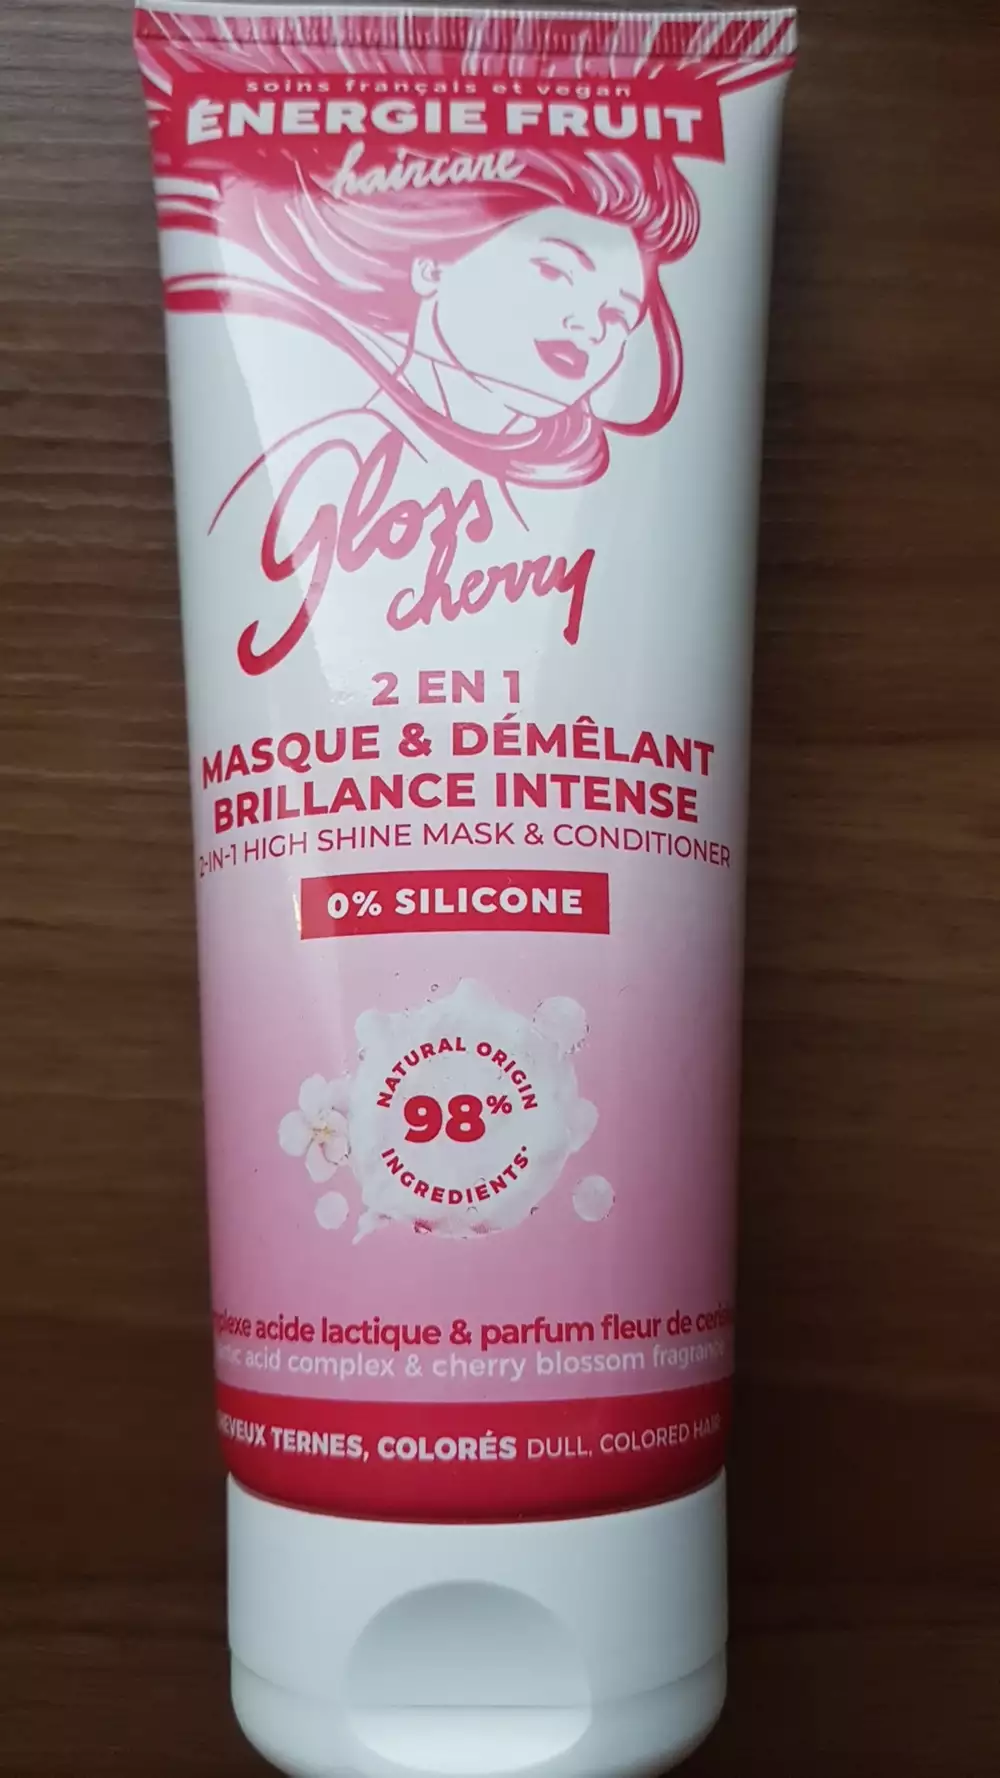 soins français et vegan
ÉNERGIE FRUIT
haircare
Gloss
cherry
2 EN 1
MASQUE & DÉMÊLANT
BRILLANCE INTENSE
2-IN-1 HIGH SHINE MASK & CONDITIONER
0% SILICONE
NATURAL ORIGIN
98%
INGREDIENTS*
acide lactique & parfum fleur de
acid complex & cherry blossom fragrance
TERNES, COLORÉS DULL, COLORED HAIR